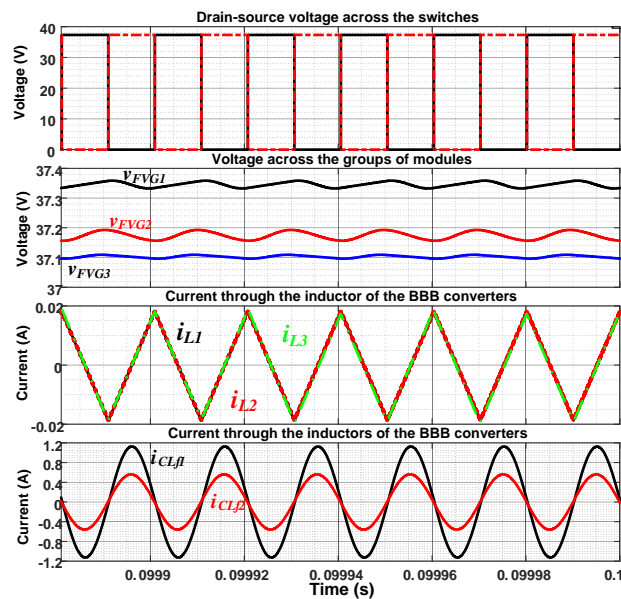 Drain-source voltage across the switches
Voltage (V)
40
30
20
10
0
Voltage across the groups of modules
Voltage (V)
37.4
37.3
37.2
37.1
37
vFVG1
vFVG2
vFVG3
Current through the inductor of the BBB converters
Current (A)
0.02
0
-0.02
iL1
iL3
iL2
Current through the inductors of the BBB converters
Current (A)
1.2
0.8
0.4
0
-0.4
-0.8
-1.2
iCLf1
iCLf2
0.0999
0.09992
0.09994
0.09996
0.09998
0.1
Time (s)